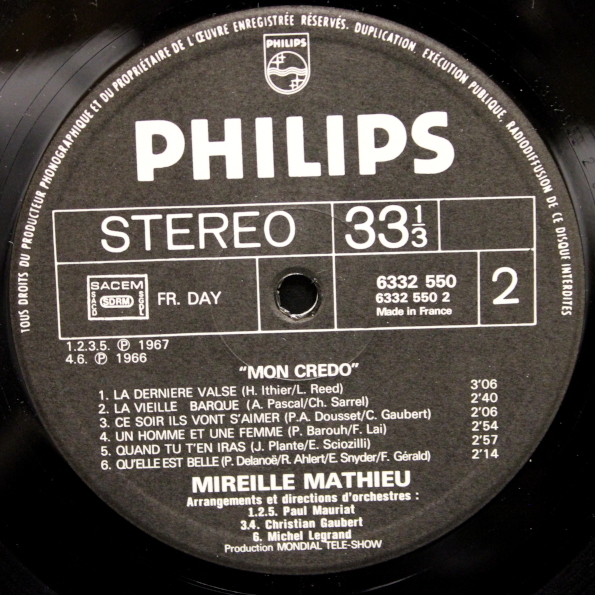 TOUS DROITS DU PRODUCTEUR PHONOGRAPHIQUE ET DU PROPRIÉTAIRE DE L'ŒUVRE ENREGISTRÉE RÉSERVÉS. DUPLICATION, EXÉCUTION PUBLIQUE, RADIODIFFUSION DE CE DISQUE INTERDITES
PHILIPS
PHILIPS
STEREO 33 1/3
SACEM
SACD SDRM SGDL
FR. DAY
6332 550
6332 550 2
Made in France
2
1.2.3.5. Ⓟ 1967
4.6. Ⓟ 1966
“MON CREDO”
1. LA DERNIERE VALSE (H. Ithier/L. Reed) 3'06
2. LA VIEILLE BARQUE (A. Pascal/Ch. Sarrel) 2'40
3. CE SOIR ILS VONT S'AIMER (P.A. Dousset/C. Gaubert) 2'06
4. UN HOMME ET UNE FEMME (P. Barouh/F. Lai) 2'54
5. QUAND TU T'EN IRAS (J. Plante/E. Sciozilli) 2'57
6. QU'ELLE EST BELLE (P. Delanoë/R. Ahlert/E. Snyder/F. Gérald) 2'14
MIREILLE MATHIEU
Arrangements et directions d'orchestres :
1.2.5. Paul Mauriat
3.4. Christian Gaubert
6. Michel Legrand
Production MONDIAL TELE-SHOW